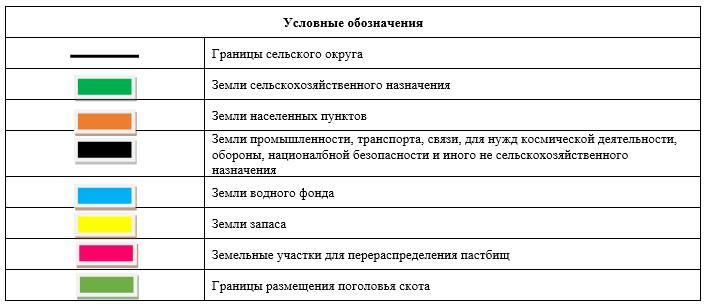 Условные обозначения
Границы сельского округа
Земли сельскохозяйственного назначения
Земли населенных пунктов
Земли промышленности, транспорта, связи, для нужд космической деятельности,
обороны, националбной безопасности и иного не сельскохозяйственного
назначения
Земли водного фонда
Земли запаса
Земельные участки для перераспределения пастбищ
Границы размещения поголовья скота